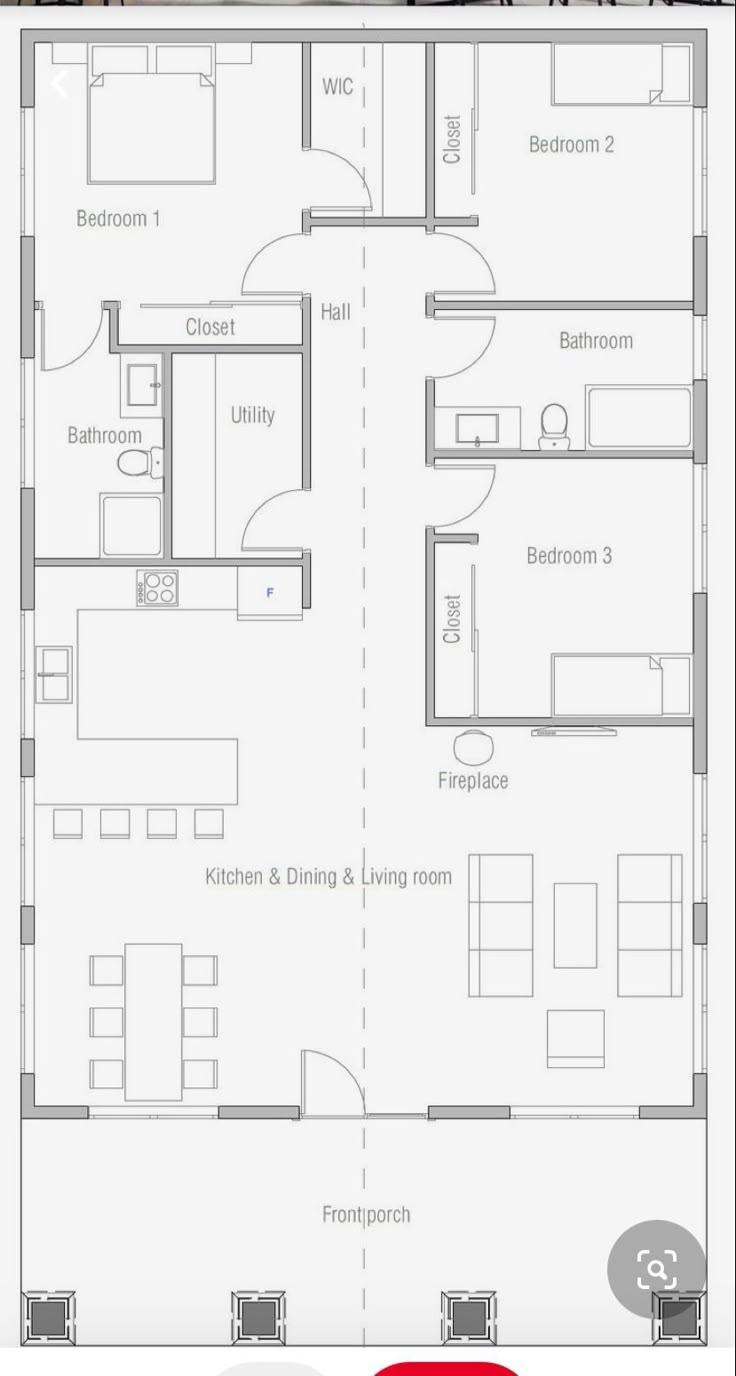 WIC
Closet
Bedroom 2
Bedroom 1
Hall
Closet
Bathroom
Utility
Bathroom
Bedroom 3
F
Closet
Fireplace
Kitchen & Dining & Living room
Front porch